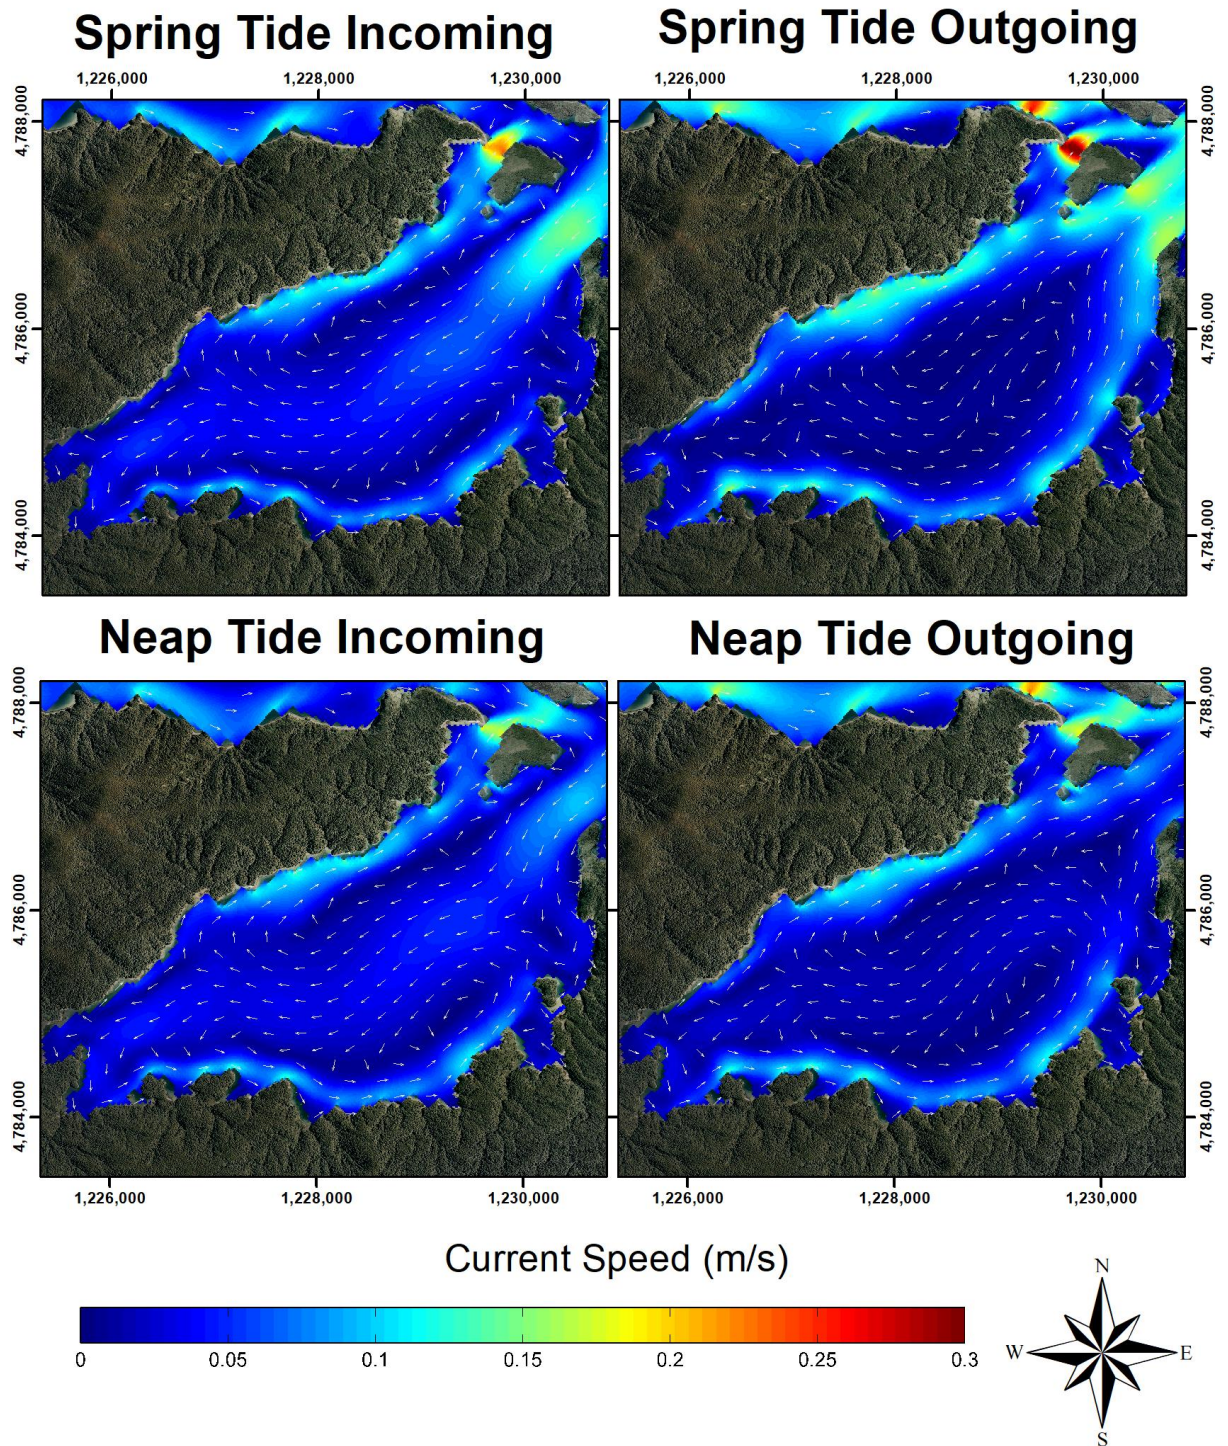 Spring Tide Incoming
Spring Tide Outgoing
1,226,000 1,228,000 1,230,000
1,226,000 1,228,000 1,230,000
4,788,000
4,786,000
4,784,000
4,788,000
4,786,000
4,784,000
Neap Tide Incoming
Neap Tide Outgoing
4,788,000
4,786,000
4,784,000
4,788,000
4,786,000
4,784,000
1,226,000 1,228,000 1,230,000
1,226,000 1,228,000 1,230,000
Current Speed (m/s)
0 0.05 0.1 0.15 0.2 0.25 0.3
N
W E
S